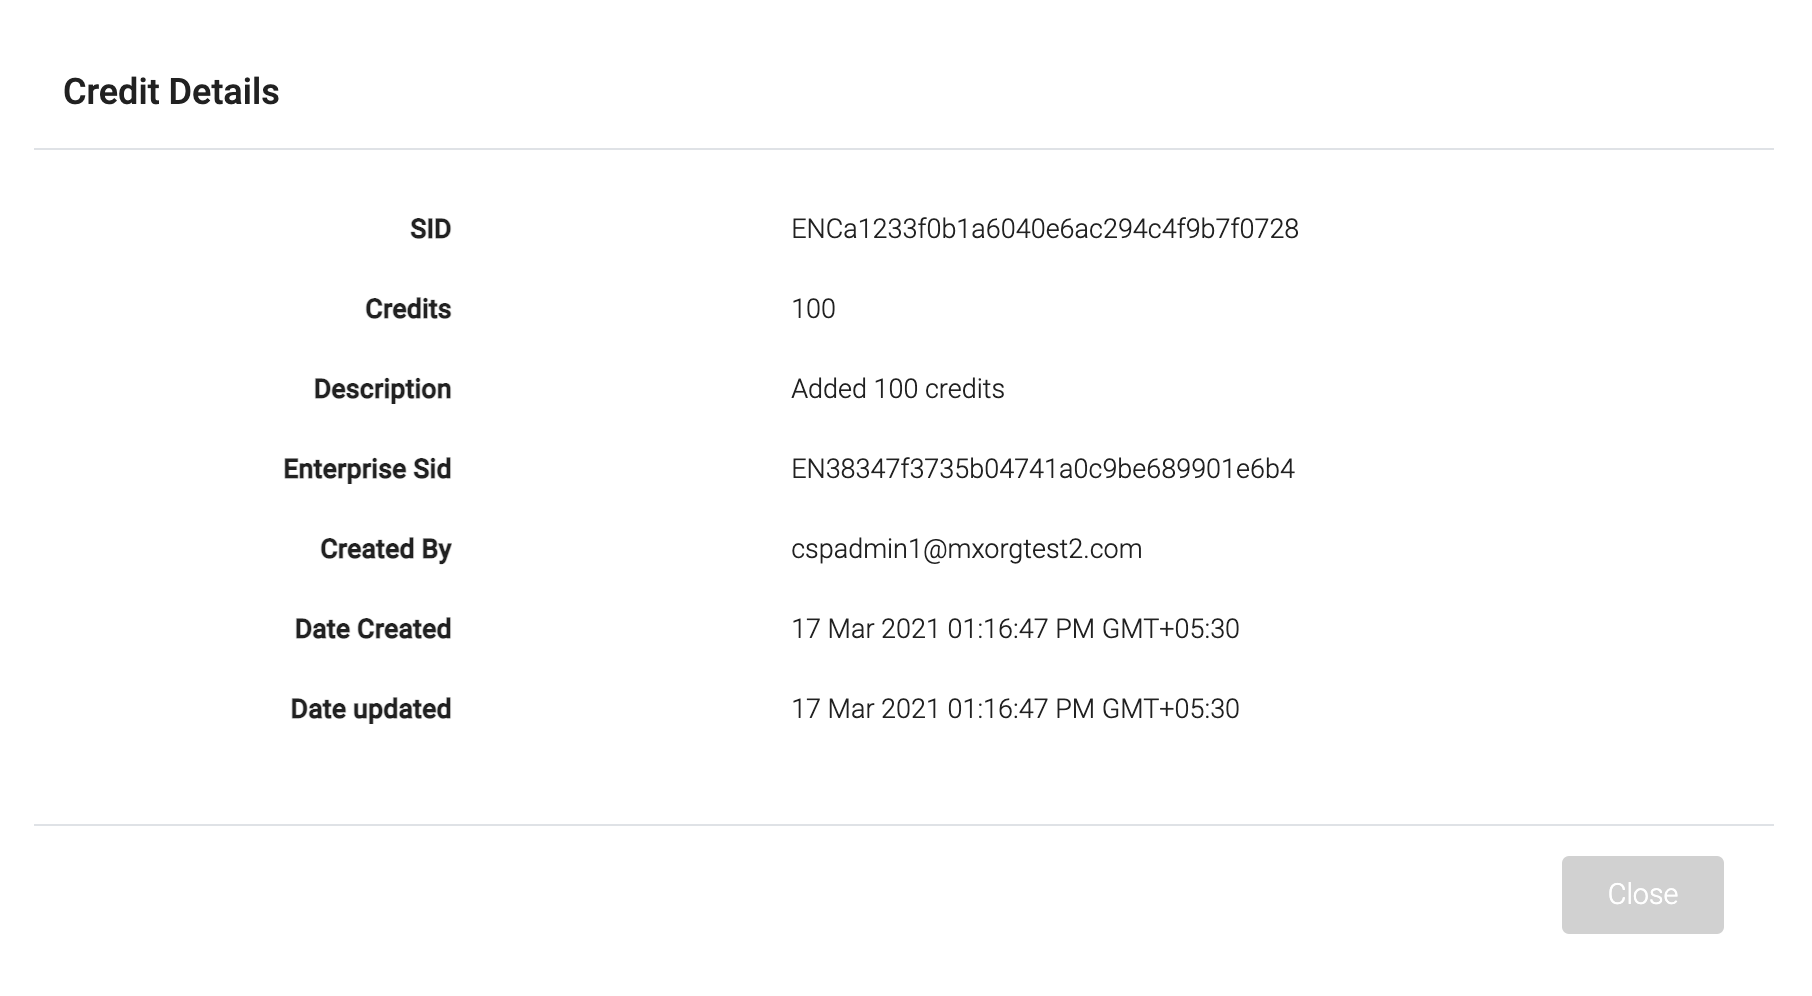 Credit Details
SID ENCa1233f0b1a6040e6ac294c4f9b7f0728
Credits 100
Description Added 100 credits
Enterprise Sid EN38347f3735b04741a0c9be689901e6b4
Created By cspadmin1@mxorgtest2.com
Date Created 17 Mar 2021 01:16:47 PM GMT+05:30
Date updated 17 Mar 2021 01:16:47 PM GMT+05:30
Close